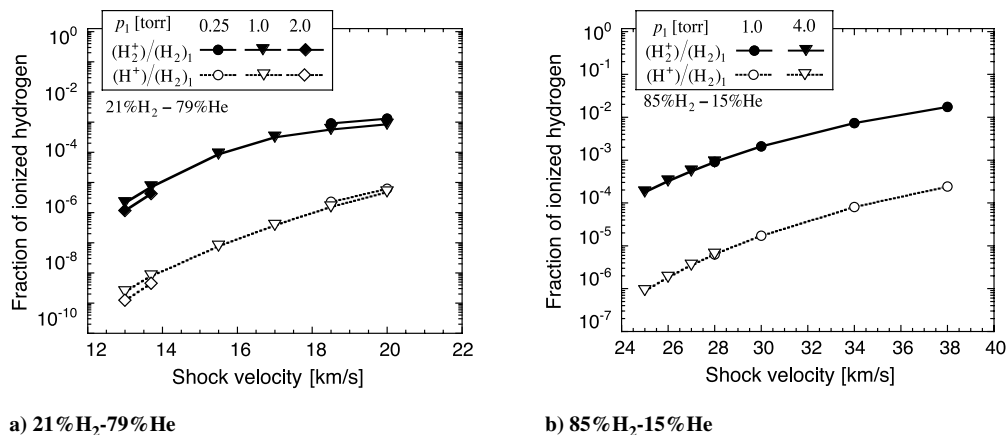 p₁ [torr] 0.25 1.0 2.0
(H₂⁺)/(H₂)₁
(H⁺)/(H₂)₁
21%H₂ – 79%He
10⁰
10⁻²
10⁻⁴
10⁻⁶
10⁻⁸
10⁻¹⁰
Fraction of ionized hydrogen
12 14 16 18 20 22
Shock velocity [km/s]
a) 21%H₂-79%He
p₁ [torr] 1.0 4.0
(H₂⁺)/(H₂)₁
(H⁺)/(H₂)₁
85%H₂ – 15%He
10⁰
10⁻¹
10⁻²
10⁻³
10⁻⁴
10⁻⁵
10⁻⁶
10⁻⁷
Fraction of ionized hydrogen
24 26 28 30 32 34 36 38 40
Shock velocity [km/s]
b) 85%H₂-15%He